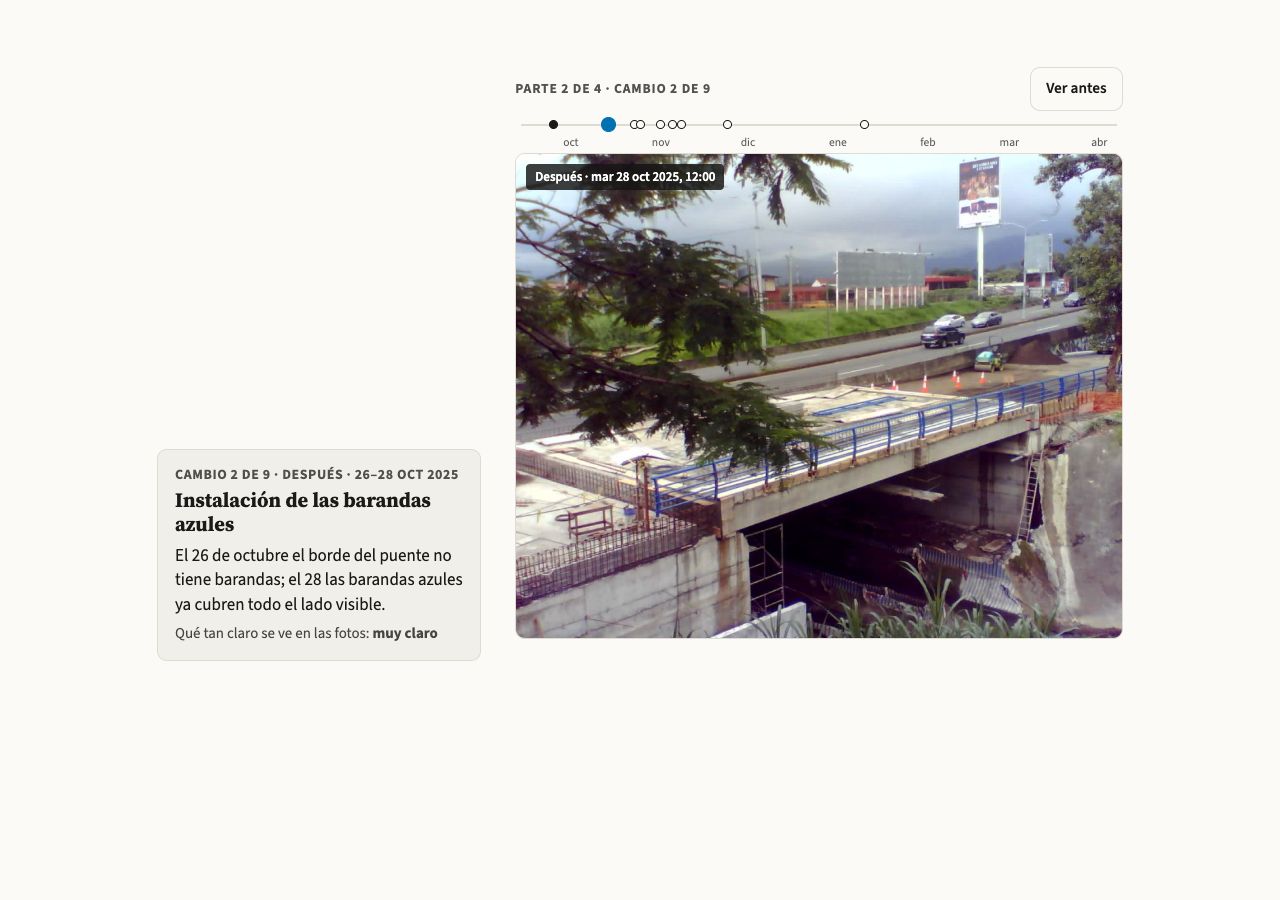 PARTE 2 DE 4 · CAMBIO 2 DE 9
Ver antes
oct nov dic ene feb mar abr
Después · mar 28 oct 2025, 12:00
CAMBIO 2 DE 9 · DESPUÉS · 26–28 OCT 2025
Instalación de las barandas
azules
El 26 de octubre el borde del puente no
tiene barandas; el 28 las barandas azules
ya cubren todo el lado visible.
Qué tan claro se ve en las fotos: muy claro